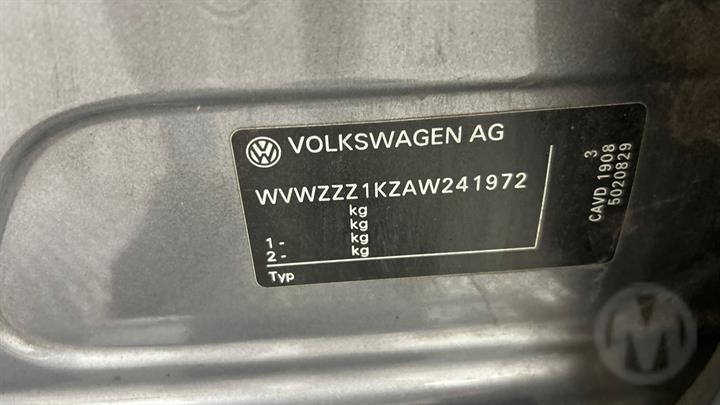 VOLKSWAGEN AG
WVWZZZ1KZAW241972
kg
kg
1 - kg
2 - kg
Typ
3
CAVD 1908
5020829